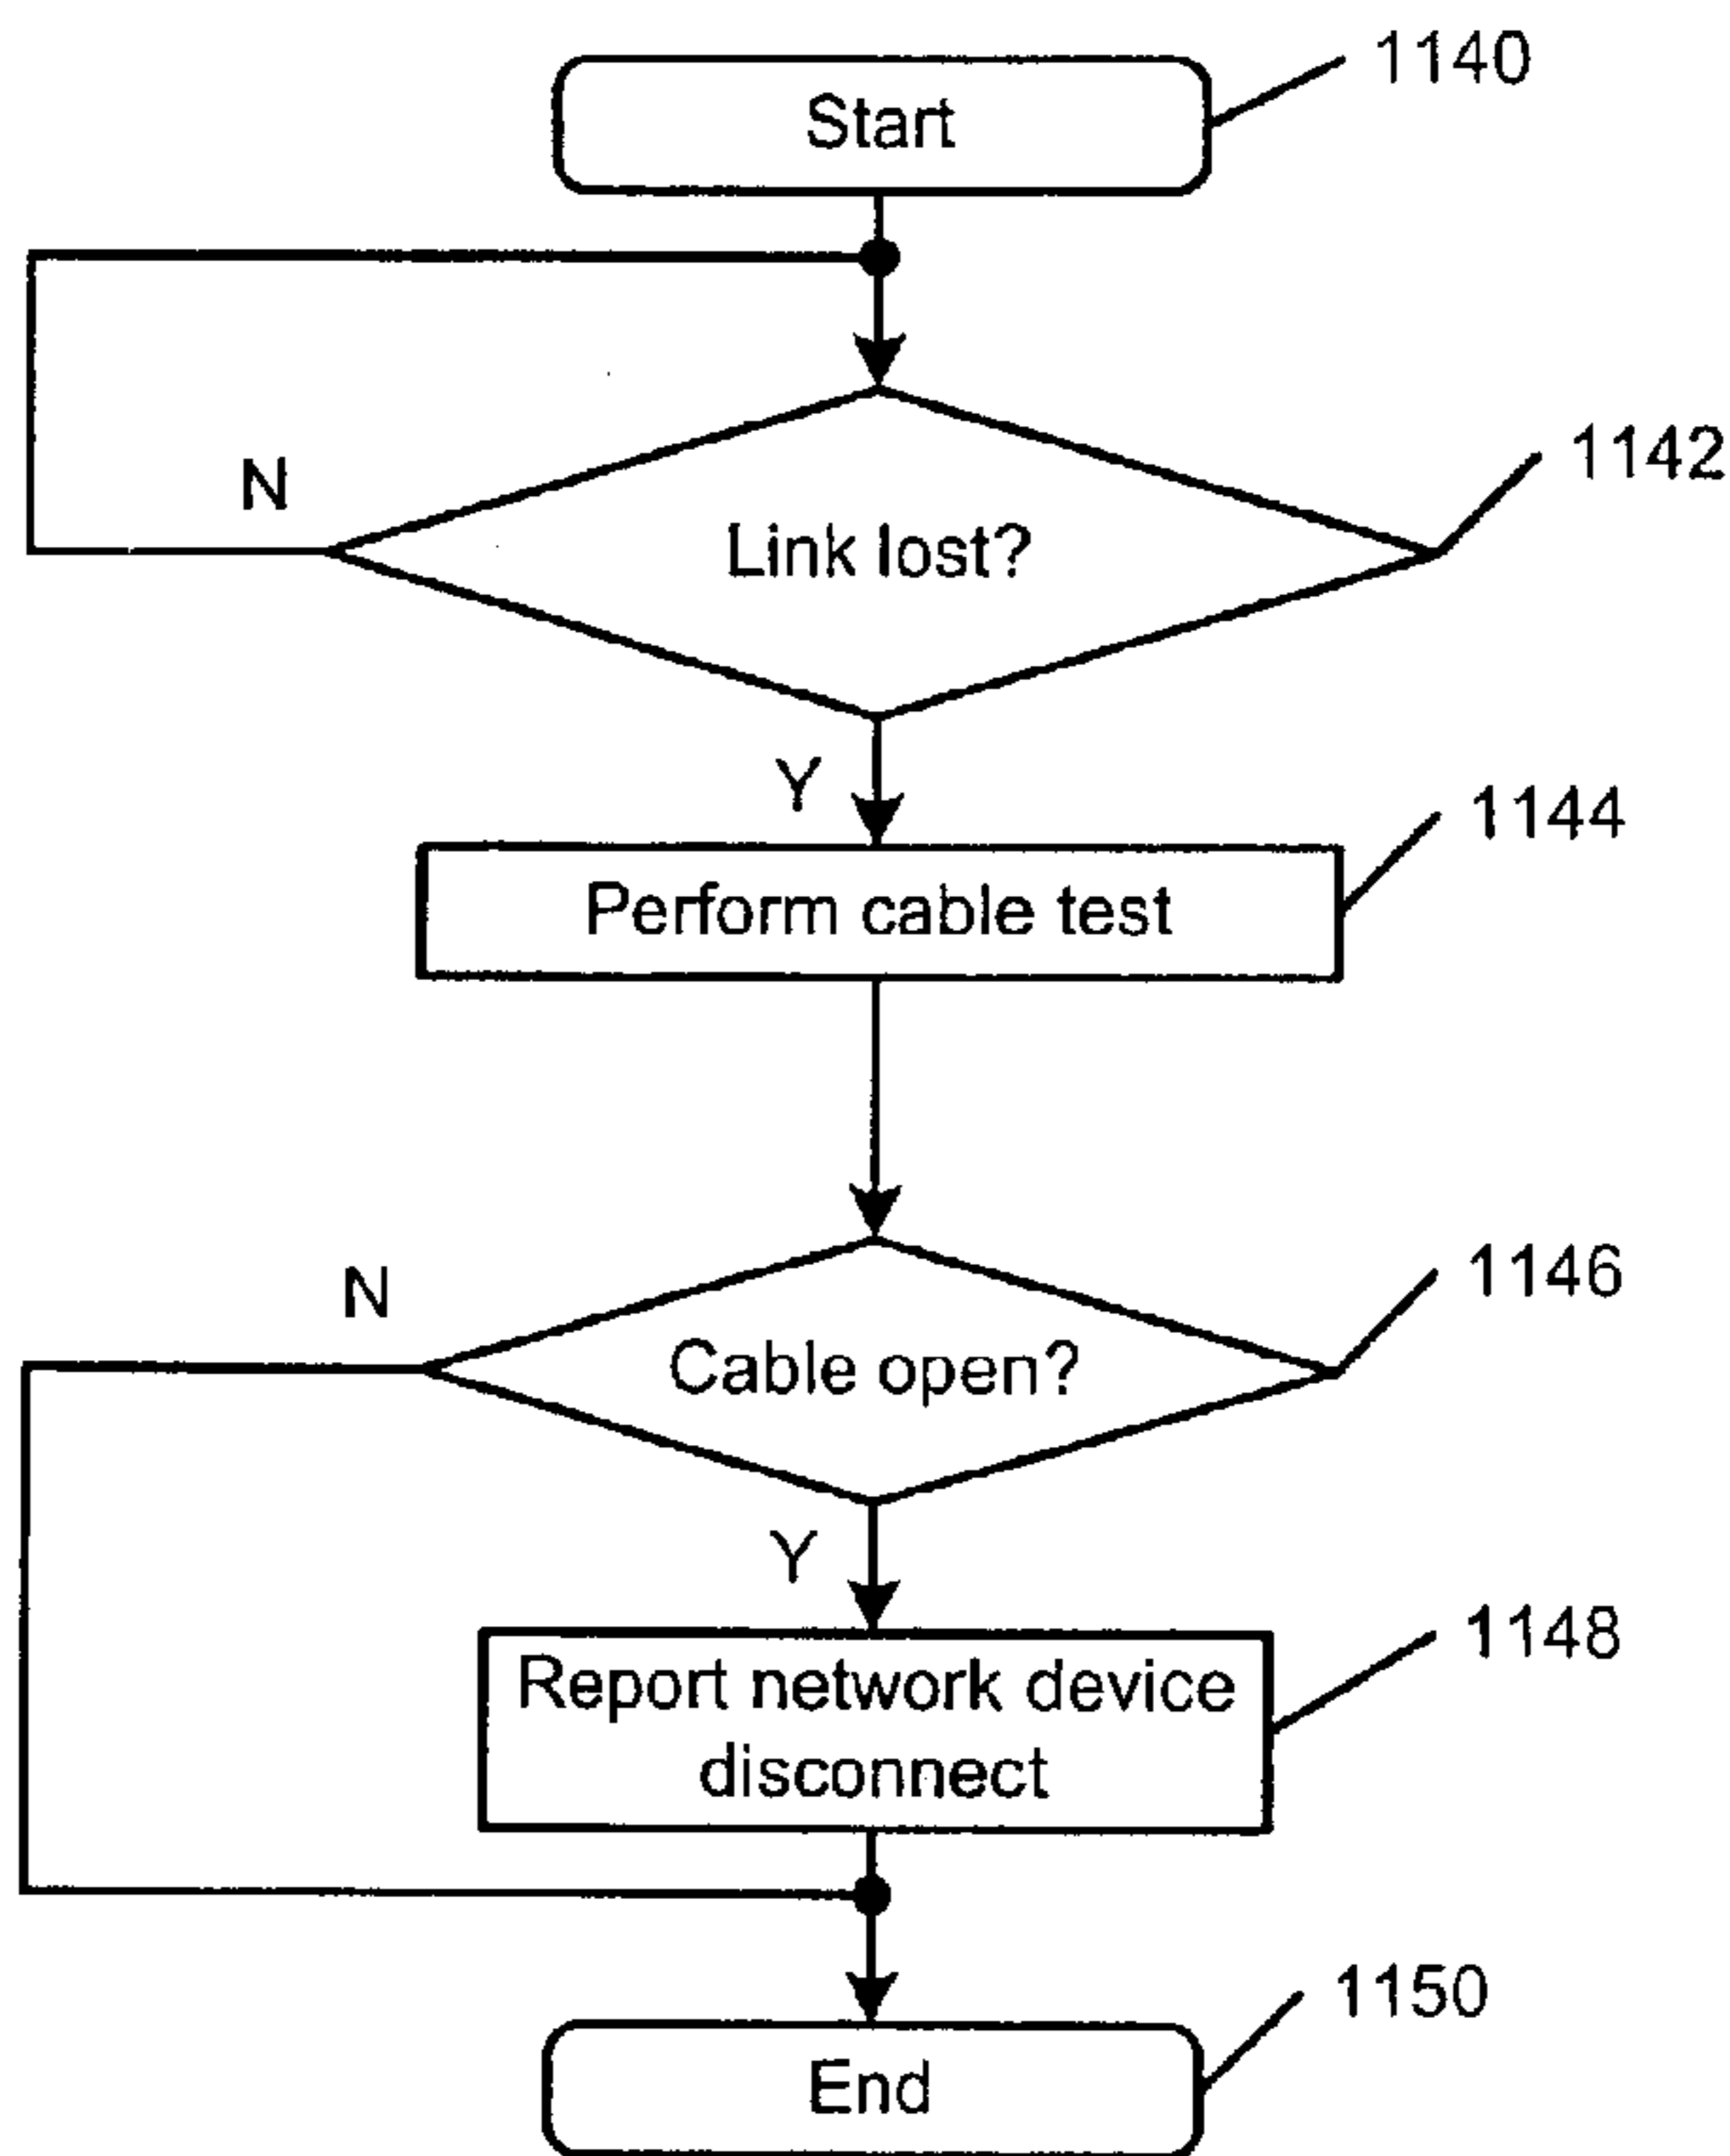 Start
1140
N
Link lost?
1142
Y
Perform cable test
1144
N
Cable open?
1146
Y
Report network device
disconnect
1148
End
1150